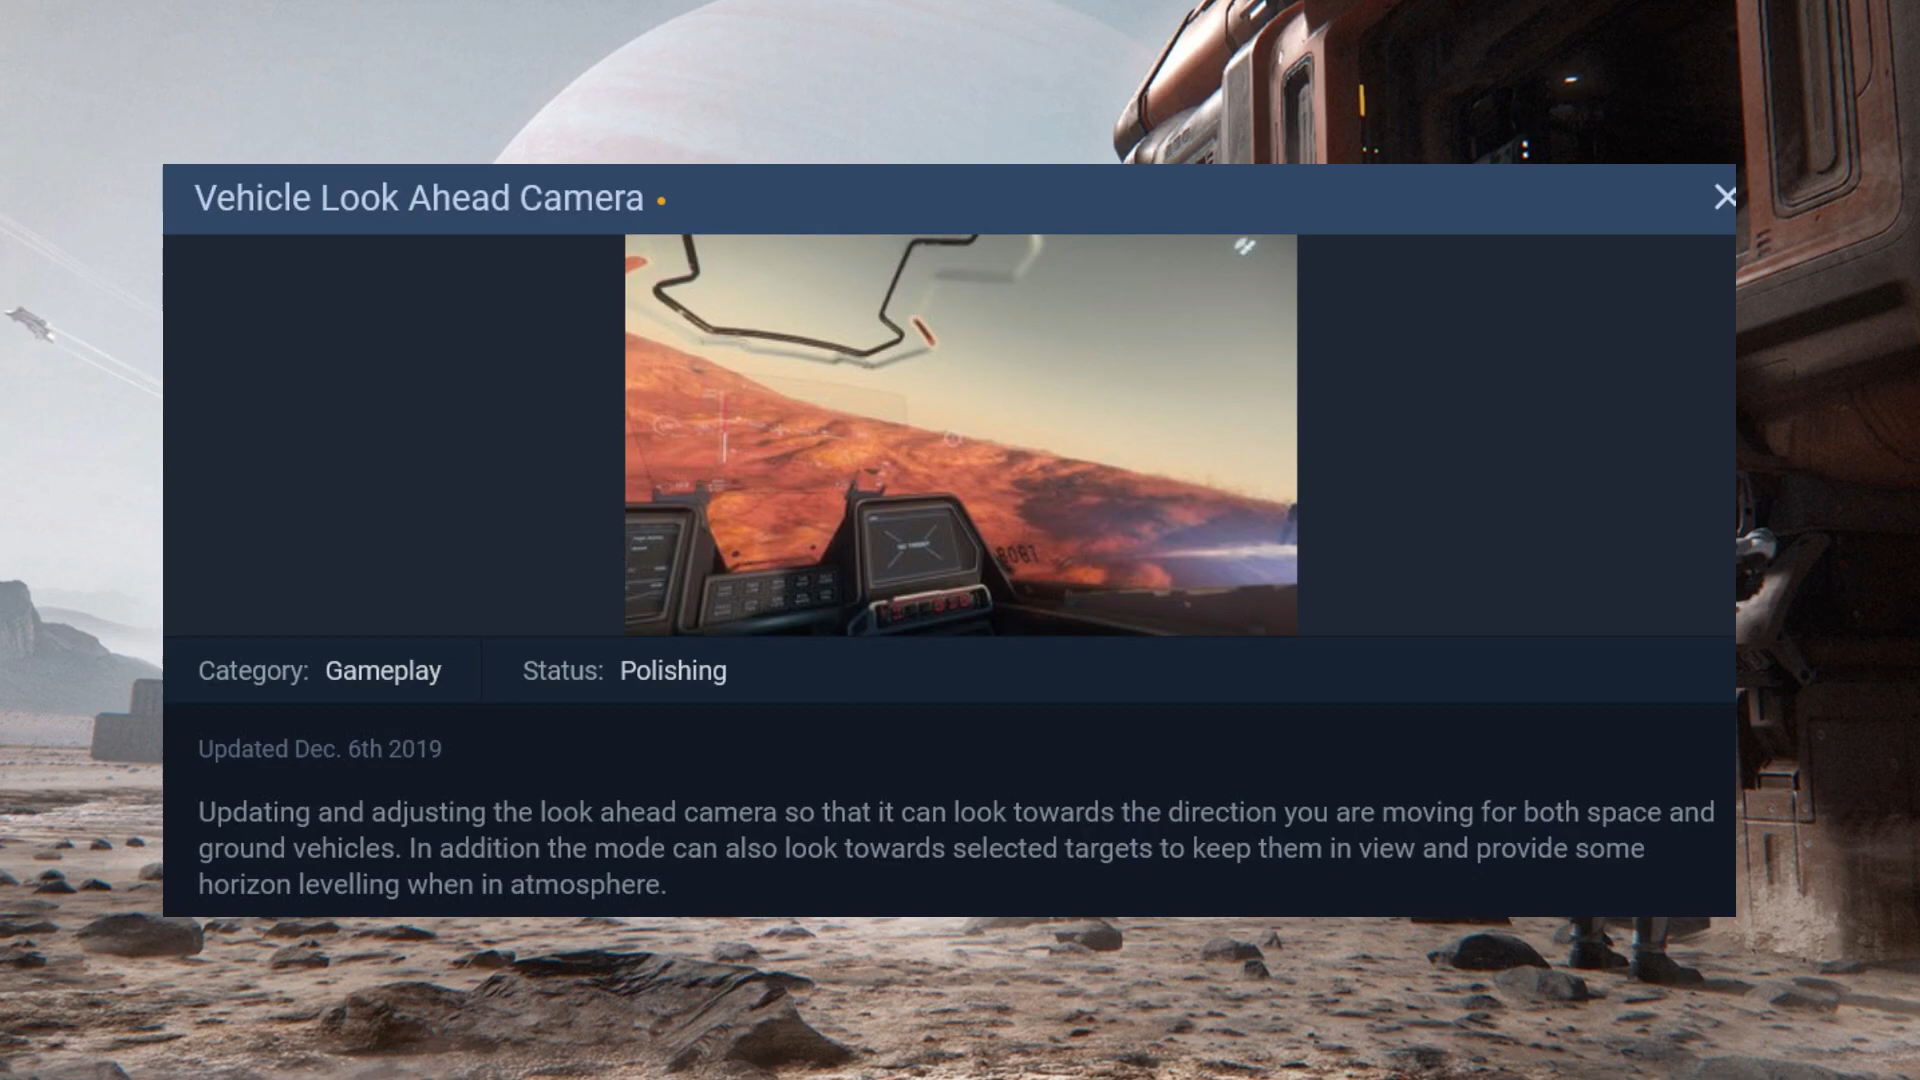 Vehicle Look Ahead Camera
8081
Category: Gameplay Status: Polishing
Updated Dec. 6th 2019
Updating and adjusting the look ahead camera so that it can look towards the direction you are moving for both space and
ground vehicles. In addition the mode can also look towards selected targets to keep them in view and provide some
horizon levelling when in atmosphere.